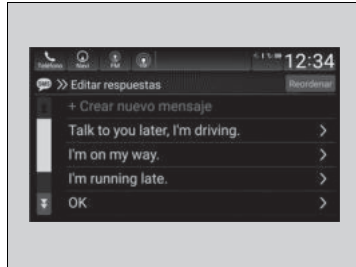 Teléfono Navi FM
12:34
SMS Editar respuestas Reordenar
+ Crear nuevo mensaje
Talk to you later, I'm driving.
I'm on my way.
I'm running late.
OK